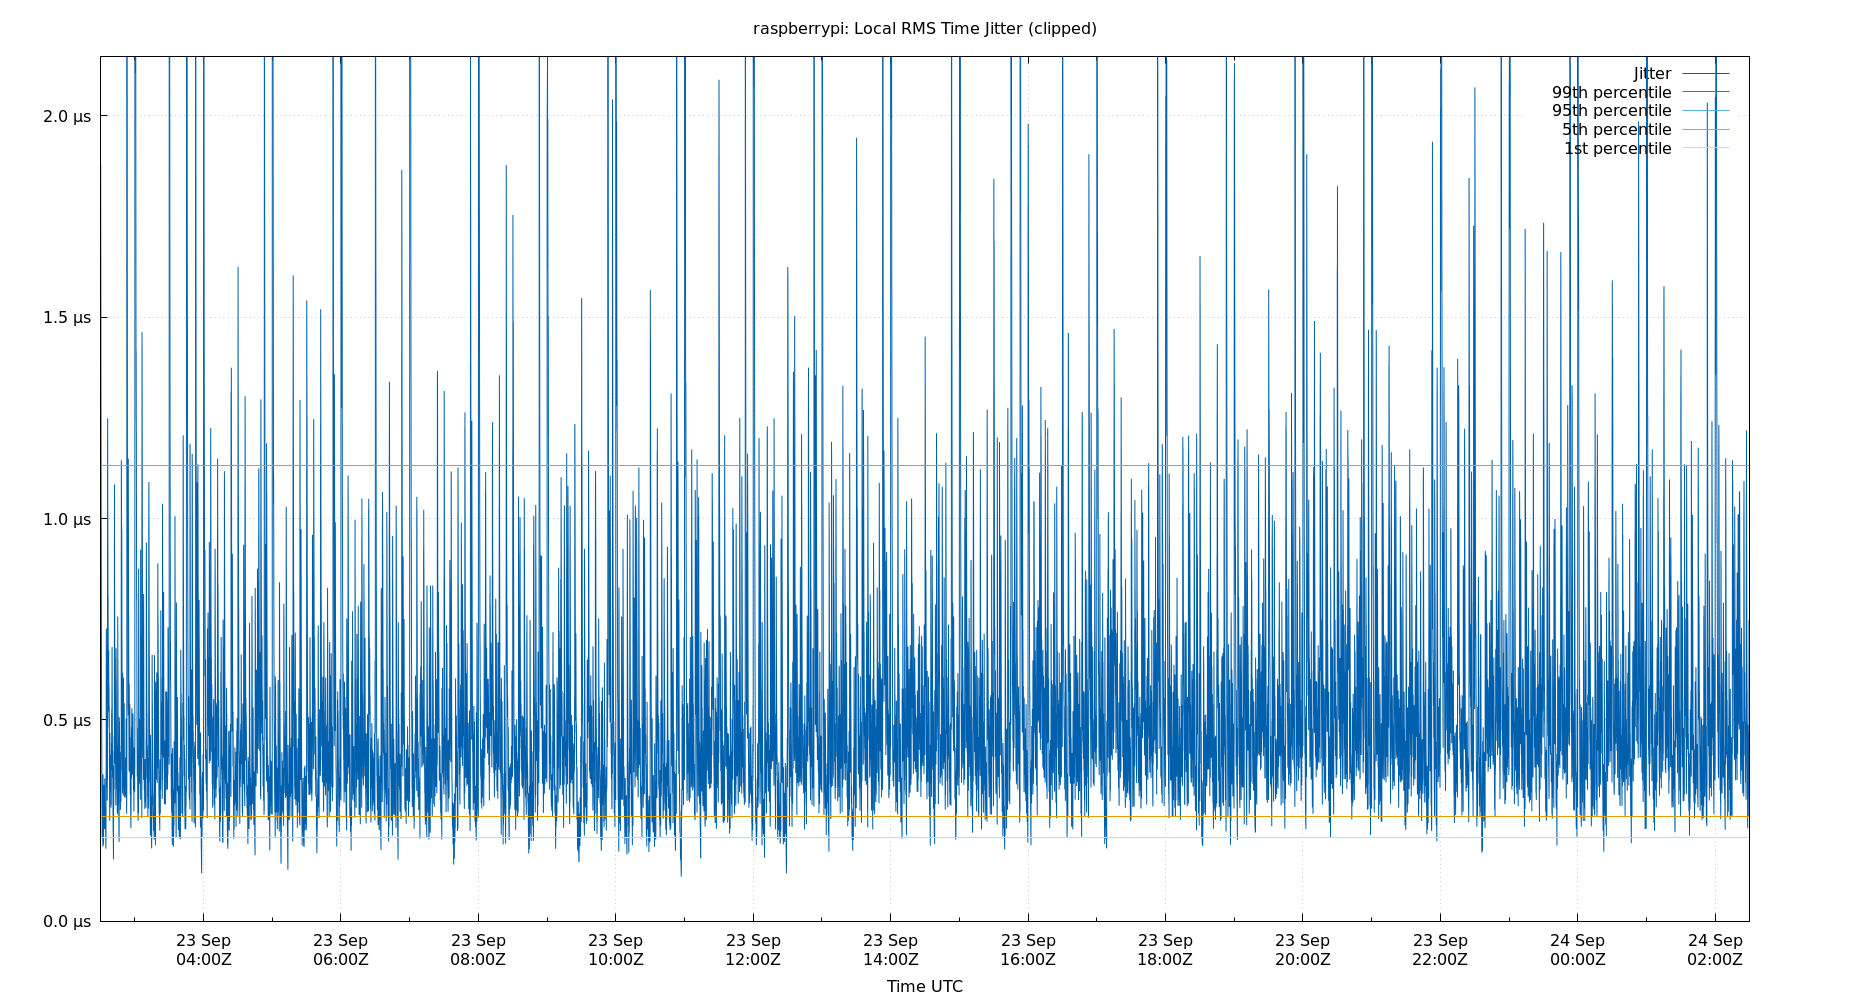 raspberrypi: Local RMS Time Jitter (clipped)
Jitter
99th percentile
95th percentile
5th percentile
1st percentile
2.0 μs
1.5 μs
1.0 μs
0.5 μs
0.0 μs
23 Sep 23 Sep 23 Sep 23 Sep 23 Sep 23 Sep 23 Sep 23 Sep 23 Sep 23 Sep 24 Sep 24 Sep
04:00Z 06:00Z 08:00Z 10:00Z 12:00Z 14:00Z 16:00Z 18:00Z 20:00Z 22:00Z 00:00Z 02:00Z
Time UTC